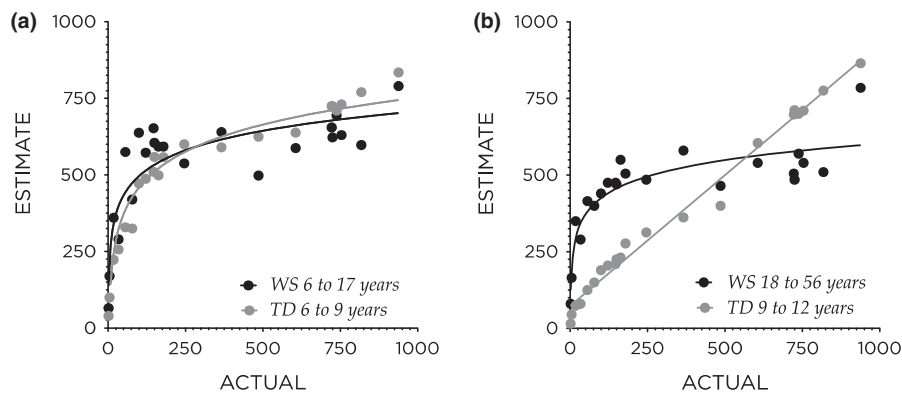 (a)
1000
750
500
250
0
ESTIMATE
WS 6 to 17 years
TD 6 to 9 years
0 250 500 750 1000
ACTUAL
(b)
1000
750
500
250
0
ESTIMATE
WS 18 to 56 years
TD 9 to 12 years
0 250 500 750 1000
ACTUAL